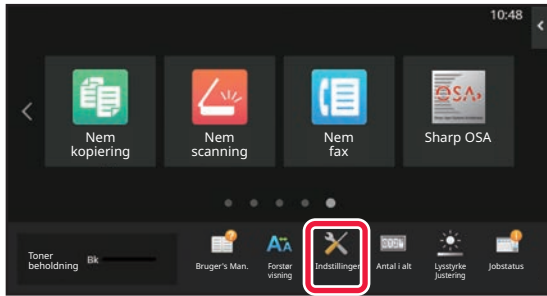 10:48
Nem
kopiering
Nem
scanning
Nem
fax
OSA
Sharp OSA
Toner
beholdning
Bk
Bruger's Man.
Forstør
visning
Indstillinger
Antal i alt
Lysstyrke
Justering
Jobstatus